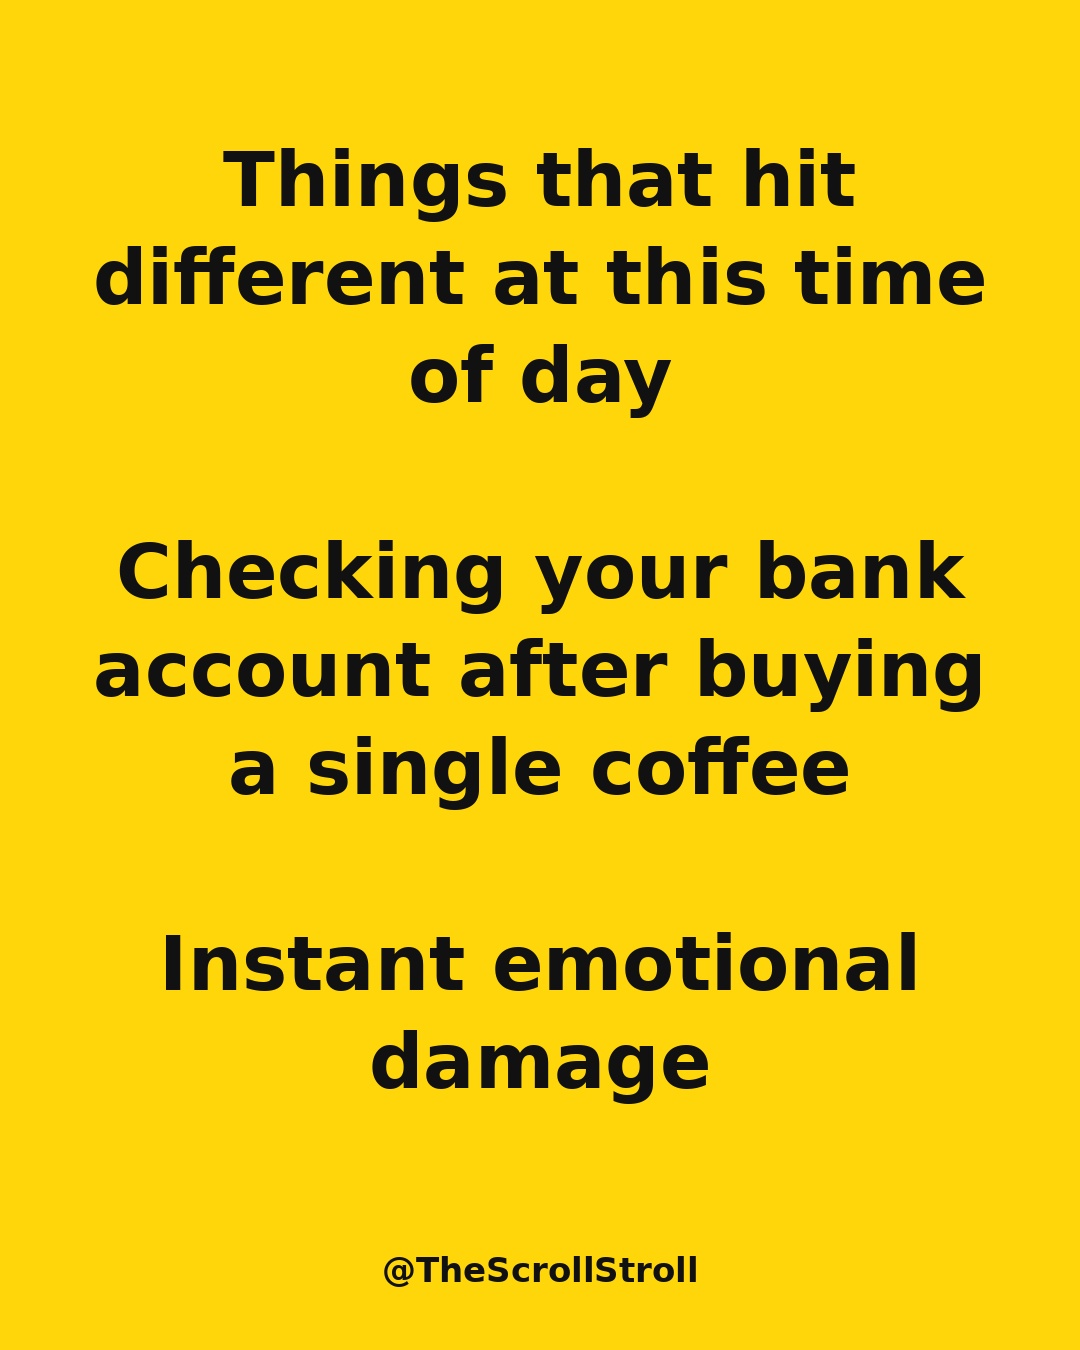 Things that hit
different at this time
of day
Checking your bank
account after buying
a single coffee
Instant emotional
damage
@TheScrollStroll